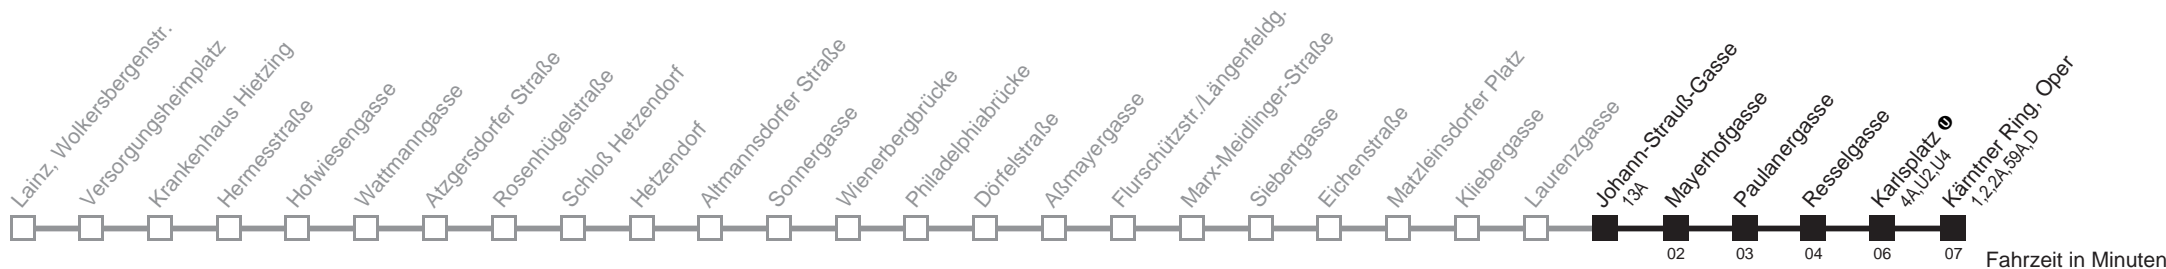 Lainz, Wolkersbergenstr.
Versorgungsheimplatz
Krankenhaus Hietzing
Hermesstraße
Hofwiesengasse
Wattmanngasse
Atzgersdorfer Straße
Rosenhügelstraße
Schloß Hetzendorf
Hetzendorf
Altmannsdorfer Straße
Sonnergasse
Wienerbergbrücke
Philadelphiabrücke
Dörfelstraße
Aßmayergasse
Flurschützstr./Längenfeldg.
Marx-Meidlinger-Straße
Siebertgasse
Eichenstraße
Matzleinsdorfer Platz
Kliebergasse
Laurenzgasse
Johann-Strauß-Gasse
13A
Mayerhofgasse
Paulanergasse
Resselgasse
Karlsplatz U
4A,U2,U4
Kärntner Ring, Oper
1,2,2A,59A,D
02 03 04 06 07 Fahrzeit in Minuten